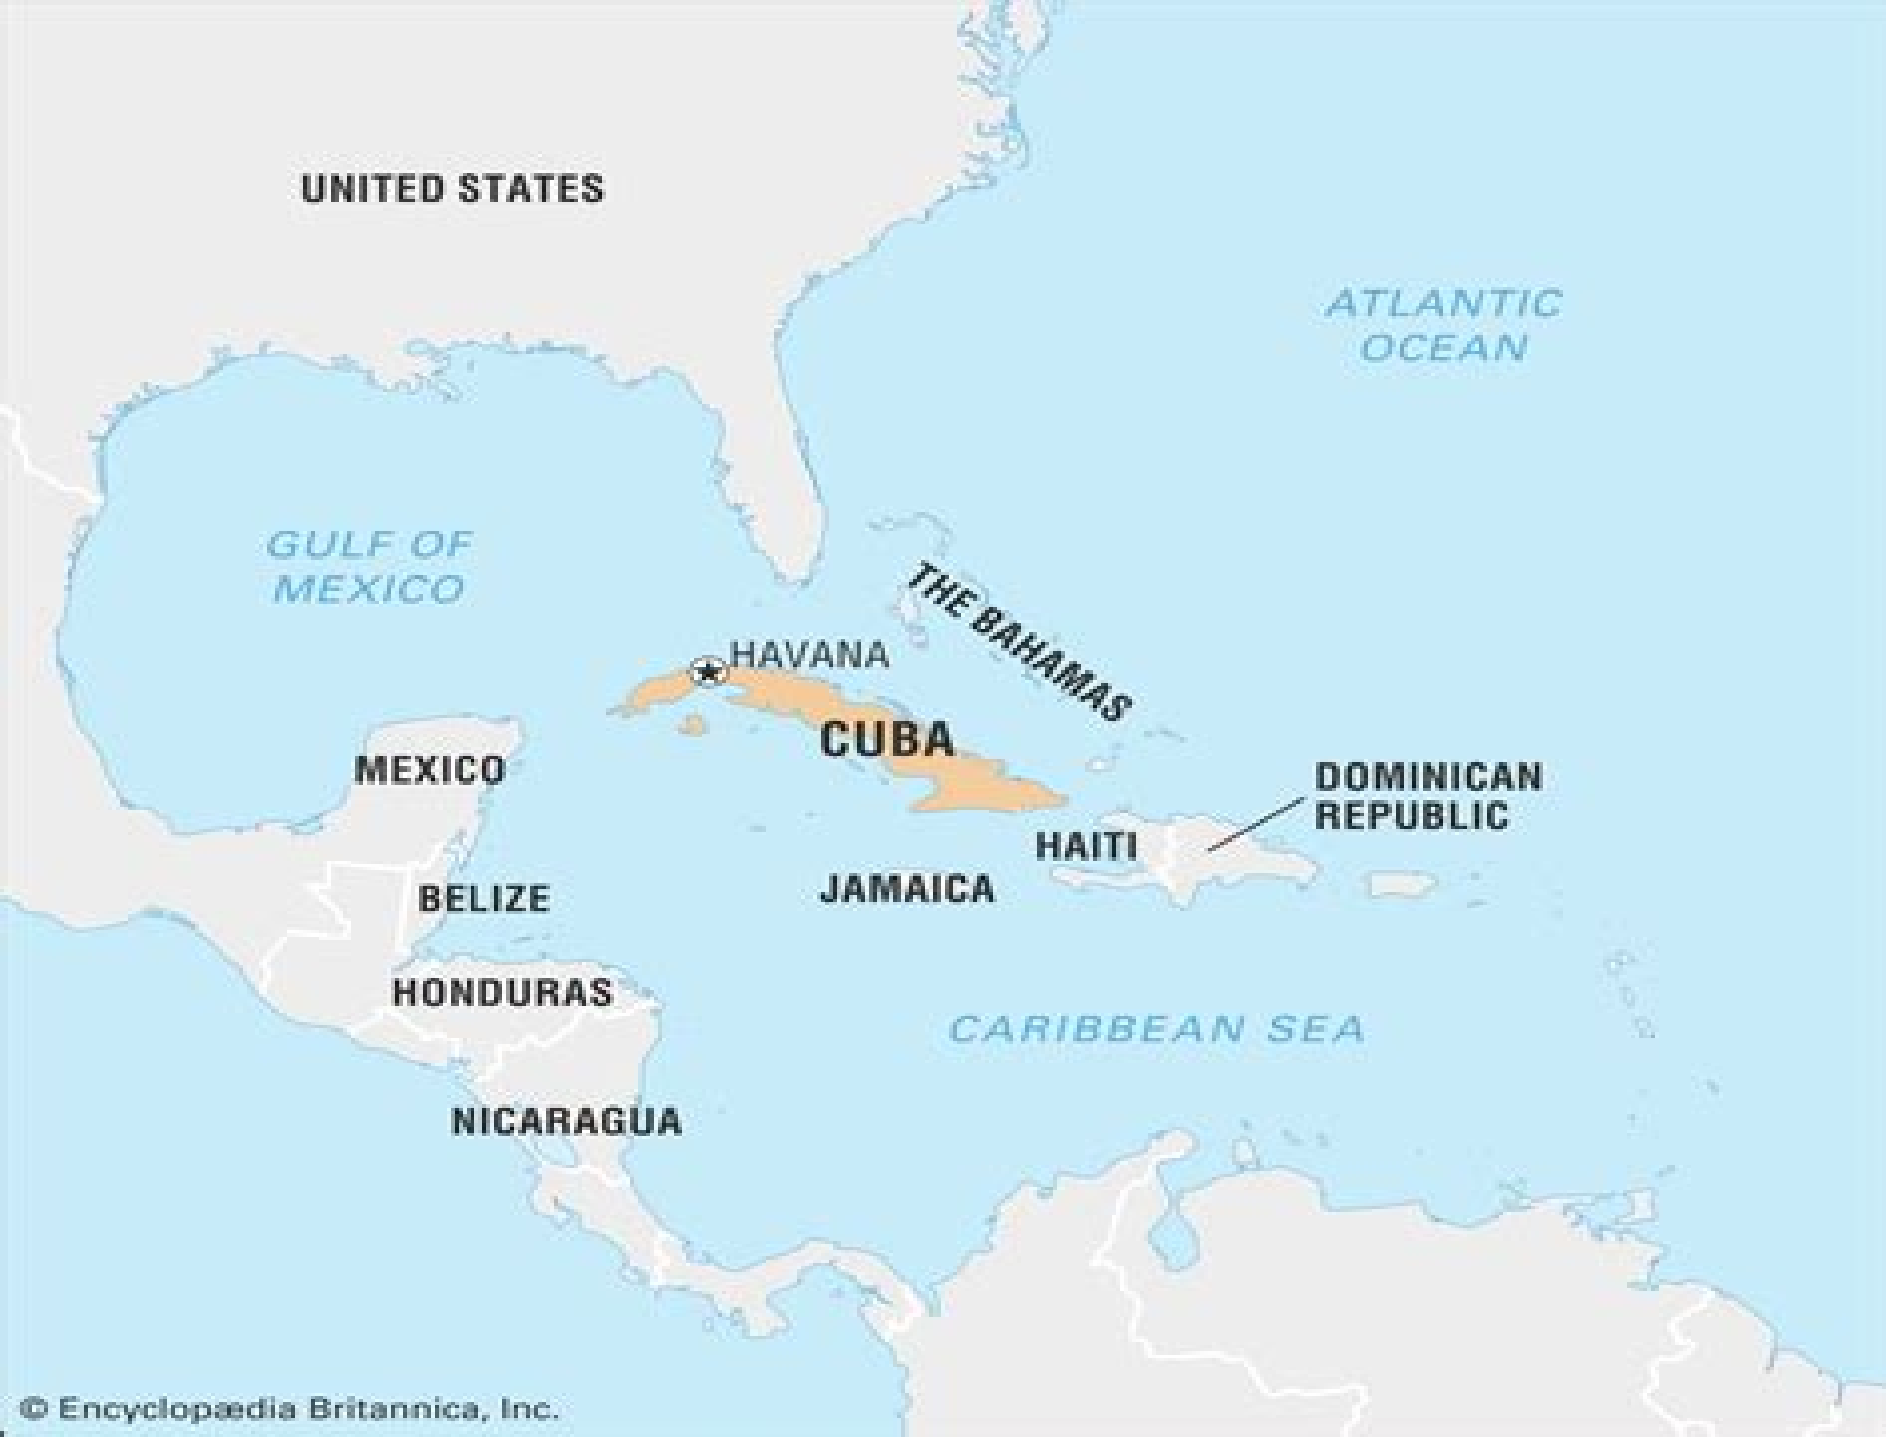 UNITED STATES
ATLANTIC
OCEAN
GULF OF
MEXICO
THE BAHAMAS
HAVANA
CUBA
MEXICO
DOMINICAN
REPUBLIC
HAITI
JAMAICA
BELIZE
HONDURAS
CARIBBEAN SEA
NICARAGUA
© Encyclopædia Britannica, Inc.